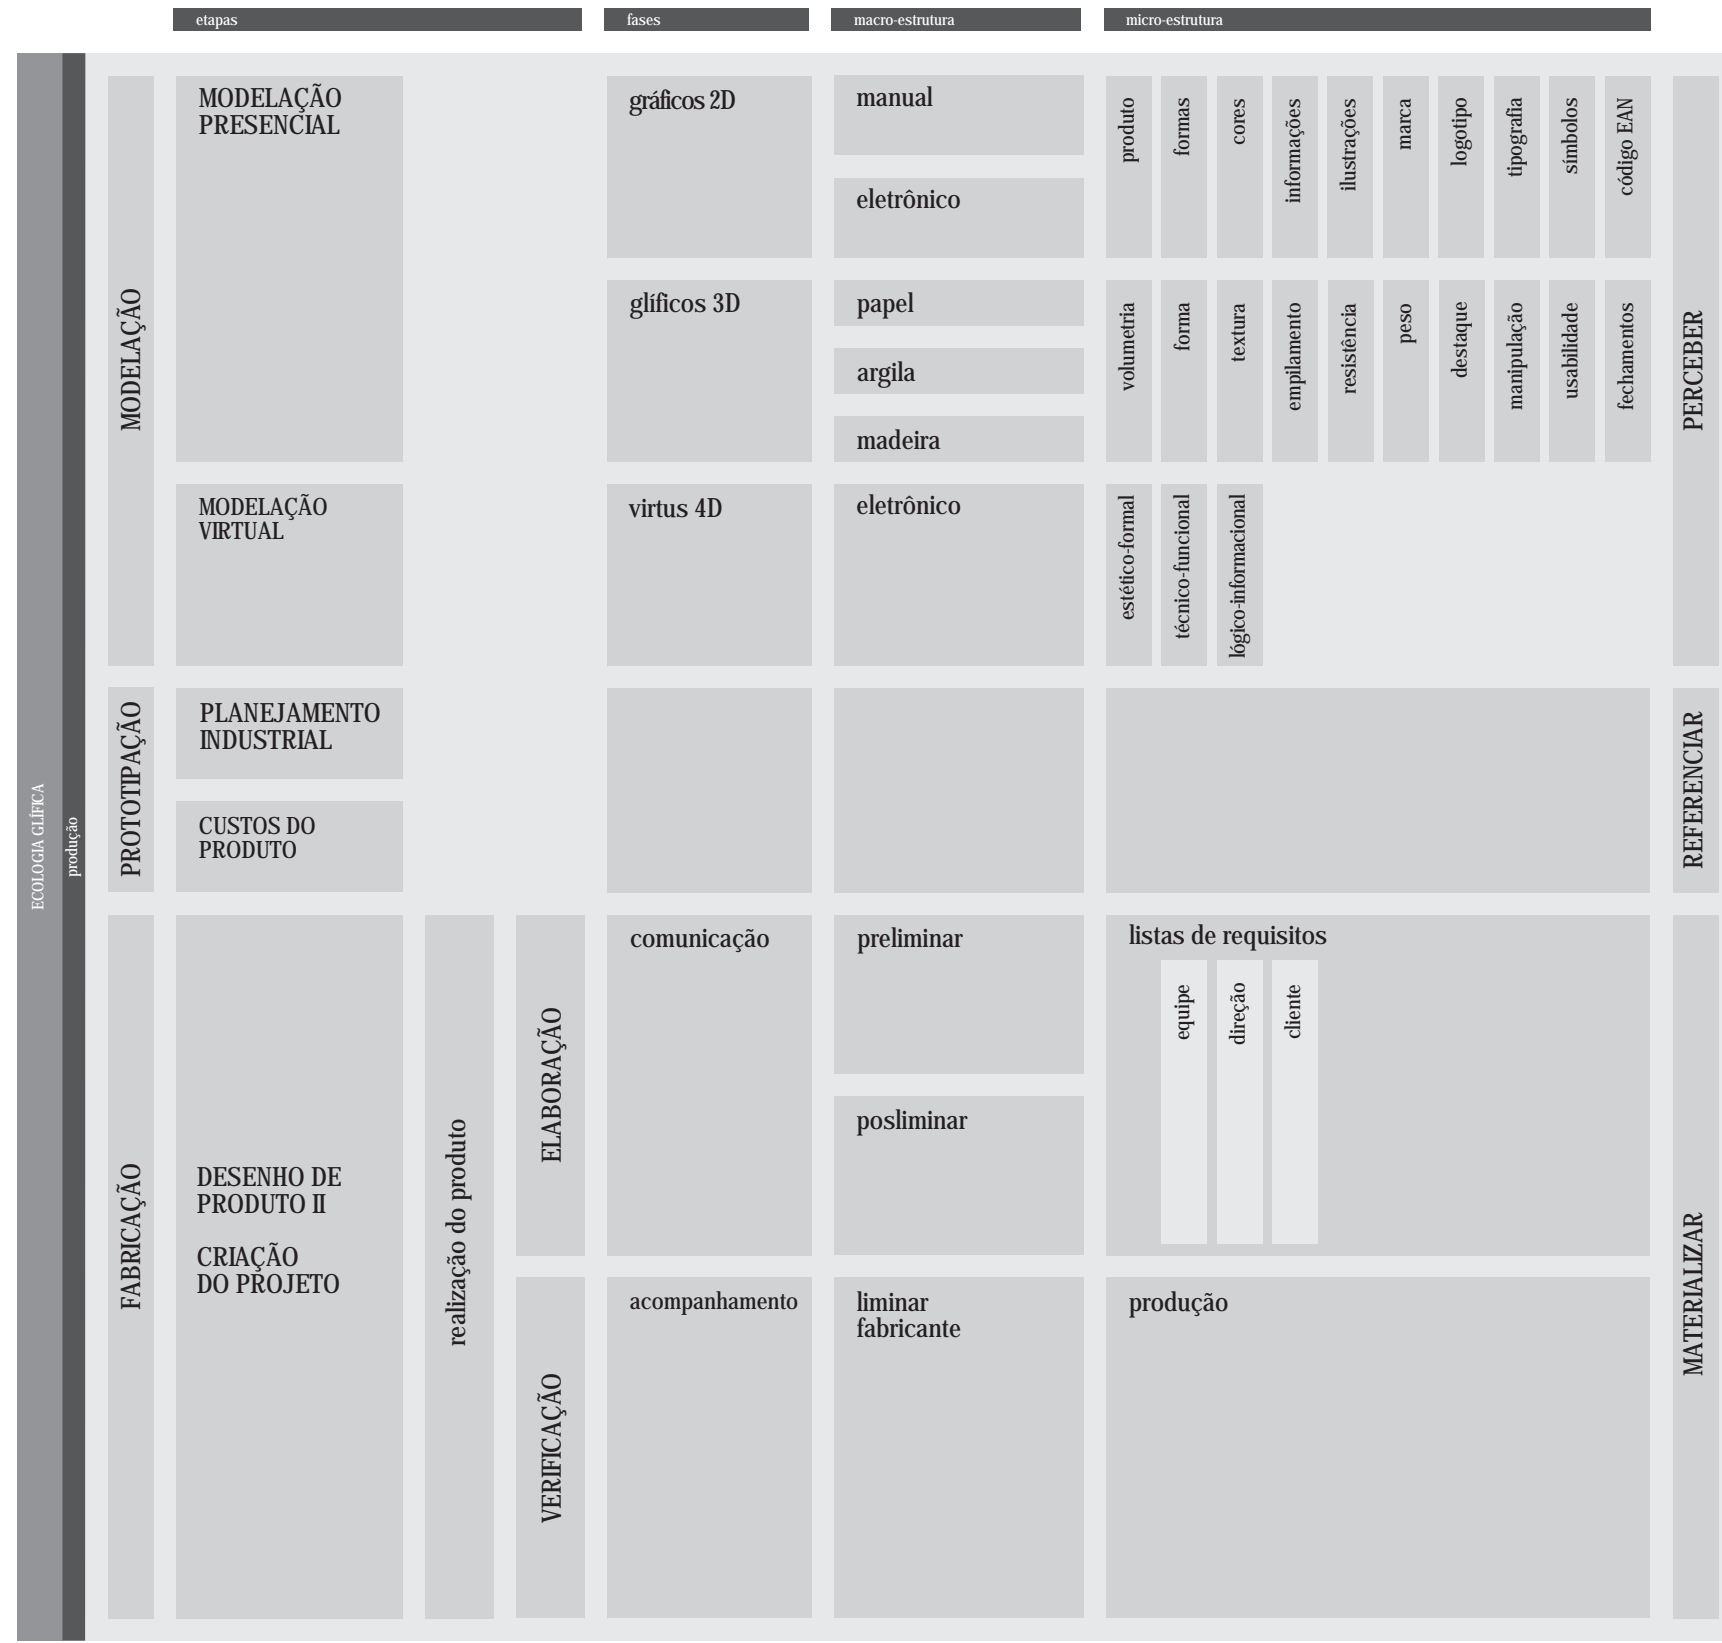 etapas
fases
macro-estrutura
micro-estrutura
ECOLOGIA GLÍFICA
produção
MODELAÇÃO
MODELAÇÃO
PRESENCIAL
gráficos 2D
manual
eletrônico
produto
formas
cores
informações
ilustrações
marca
logotipo
tipografia
símbolos
código EAN
PERCEBER
glíficos 3D
papel
argila
madeira
volumetria
forma
textura
empilamento
resistência
peso
destaque
manipulação
usabilidade
fechamentos
MODELAÇÃO
VIRTUAL
virtus 4D
eletrônico
estético-formal
técnico-funcional
lógico-informacional
PROTOTIPAÇÃO
PLANEJAMENTO
INDUSTRIAL
CUSTOS DO
PRODUTO
REFERENCIAR
FABRICAÇÃO
DESENHO DE
PRODUTO II
CRIAÇÃO
DO PROJETO
realização do produto
ELABORAÇÃO
comunicação
preliminar
posliminar
listas de requisitos
equipe
direção
cliente
MATERIALIZAR
VERIFICAÇÃO
acompanhamento
liminar
fabricante
produção